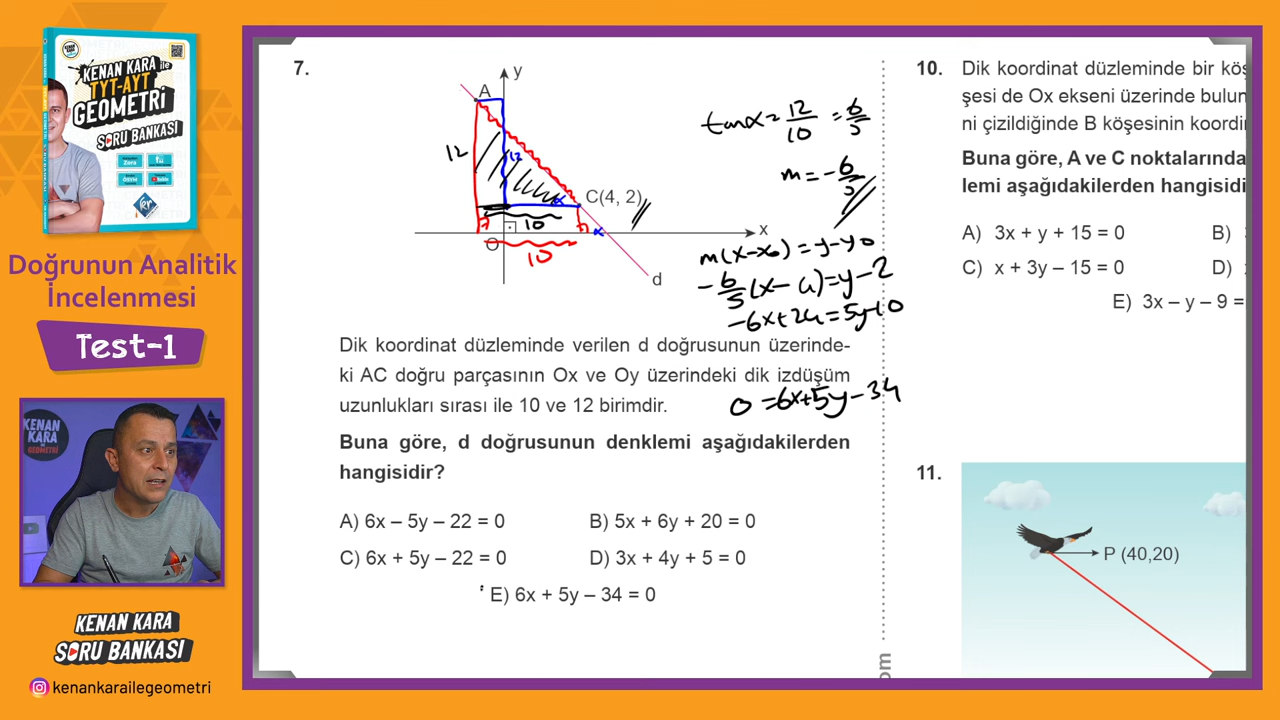 KENAN KARA ile
TYT-AYT
GEOMETRİ
SORU BANKASI
Doğrunun Analitik
İncelenmesi
Test-1
KENAN
KARA
GEOMETRİ
KENAN KARA
SORU BANKASI
kenankarailegeometri
7.
y
A
12
12
α
C(4, 2)
10
x
O
α
10
d
tanα = 12/10 = 6/5
m = -6/5
m(x-x₀) = y-y₀
-6/5(x-4) = y-2
-6x+24 = 5y-10
0 = 6x+5y-34
Dik koordinat düzleminde verilen d doğrusunun üzerinde-
ki AC doğru parçasının Ox ve Oy üzerindeki dik izdüşüm
uzunlukları sırası ile 10 ve 12 birimdir.
Buna göre, d doğrusunun denklemi aşağıdakilerden
hangisidir?
A) 6x – 5y – 22 = 0 B) 5x + 6y + 20 = 0
C) 6x + 5y – 22 = 0 D) 3x + 4y + 5 = 0
E) 6x + 5y – 34 = 0
om
10. Dik koordinat düzleminde bir köş
şesi de Ox ekseni üzerinde bulun
ni çizildiğinde B köşesinin koordi
Buna göre, A ve C noktalarında
lemi aşağıdakilerden hangisidi
A) 3x + y + 15 = 0 B)
C) x + 3y – 15 = 0 D)
E) 3x – y – 9 =
11.
P (40,20)